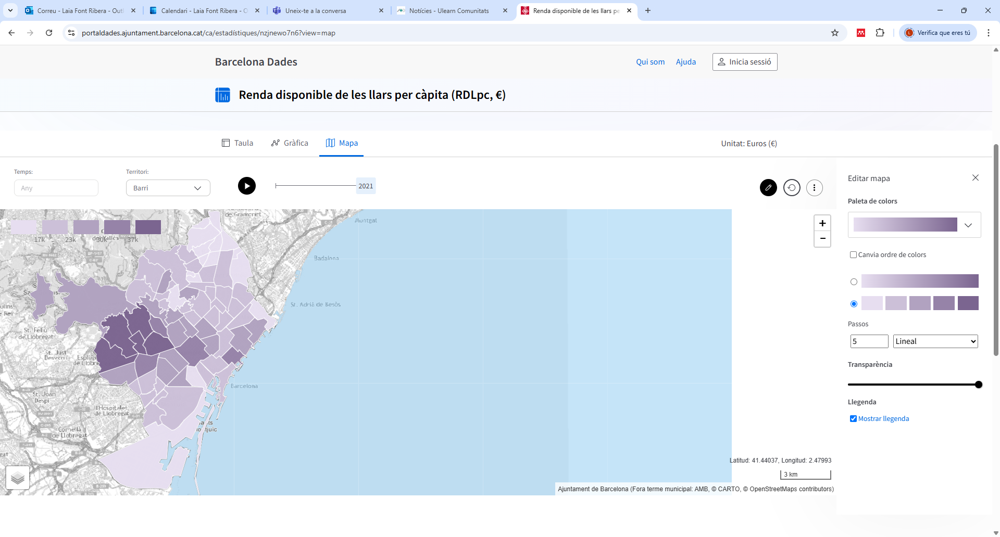 Correu - Laia Font Ribera - Outl
Calendari - Laia Font Ribera - O
Uneix-te a la conversa
Notícies - Ulearn Comunitats
Renda disponible de les llars pe
portaldades.ajuntament.barcelona.cat/ca/estadístiques/nzjnewo7n6?view=map
L
Verifica que eres tú
Barcelona Dades
Qui som
Ajuda
Inicia sessió
Renda disponible de les llars per càpita (RDLpc, €)
Taula
Gràfica
Mapa
Unitat: Euros (€)
Temps:
Any
Territori:
Barri
2021
Editar mapa
Paleta de colors
Canvia ordre de colors
Passos
5
Lineal
Transparència
Llegenda
Mostrar llegenda
17k
23k
30k
37k
de Gramenet
Montgat
Badalona
St. Adrià de Besòs
St. Feliu
de Llobregat
St. Just
Desvern
Esplug
de Llobr
Barcelona
St. Joan
Despí
l'Hospitalet
de Llobregat
Cornellà
de Llobregat
ants
ontjuïc
+
−
Latitud: 41.44037, Longitud: 2.47993
3 km
Ajuntament de Barcelona (Fora terme municipal: AMB, © CARTO, © OpenStreetMaps contributors)